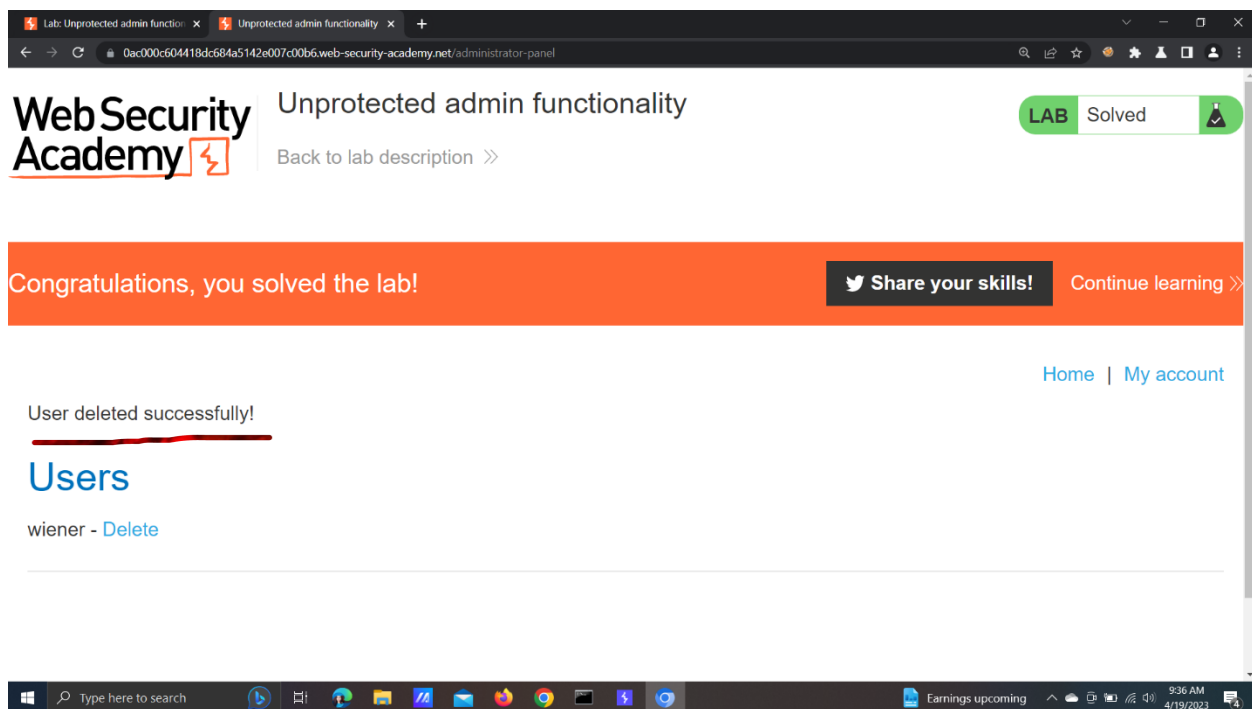 Lab: Unprotected admin function
Unprotected admin functionality
0ac000c604418dc684a5142e007c00b6.web-security-academy.net/administrator-panel
Web Security
Academy
Unprotected admin functionality
Back to lab description
LAB Solved
Congratulations, you solved the lab!
Share your skills!
Continue learning
Home | My account
User deleted successfully!
Users
wiener - Delete
Type here to search
Earnings upcoming
9:36 AM
4/19/2023
4